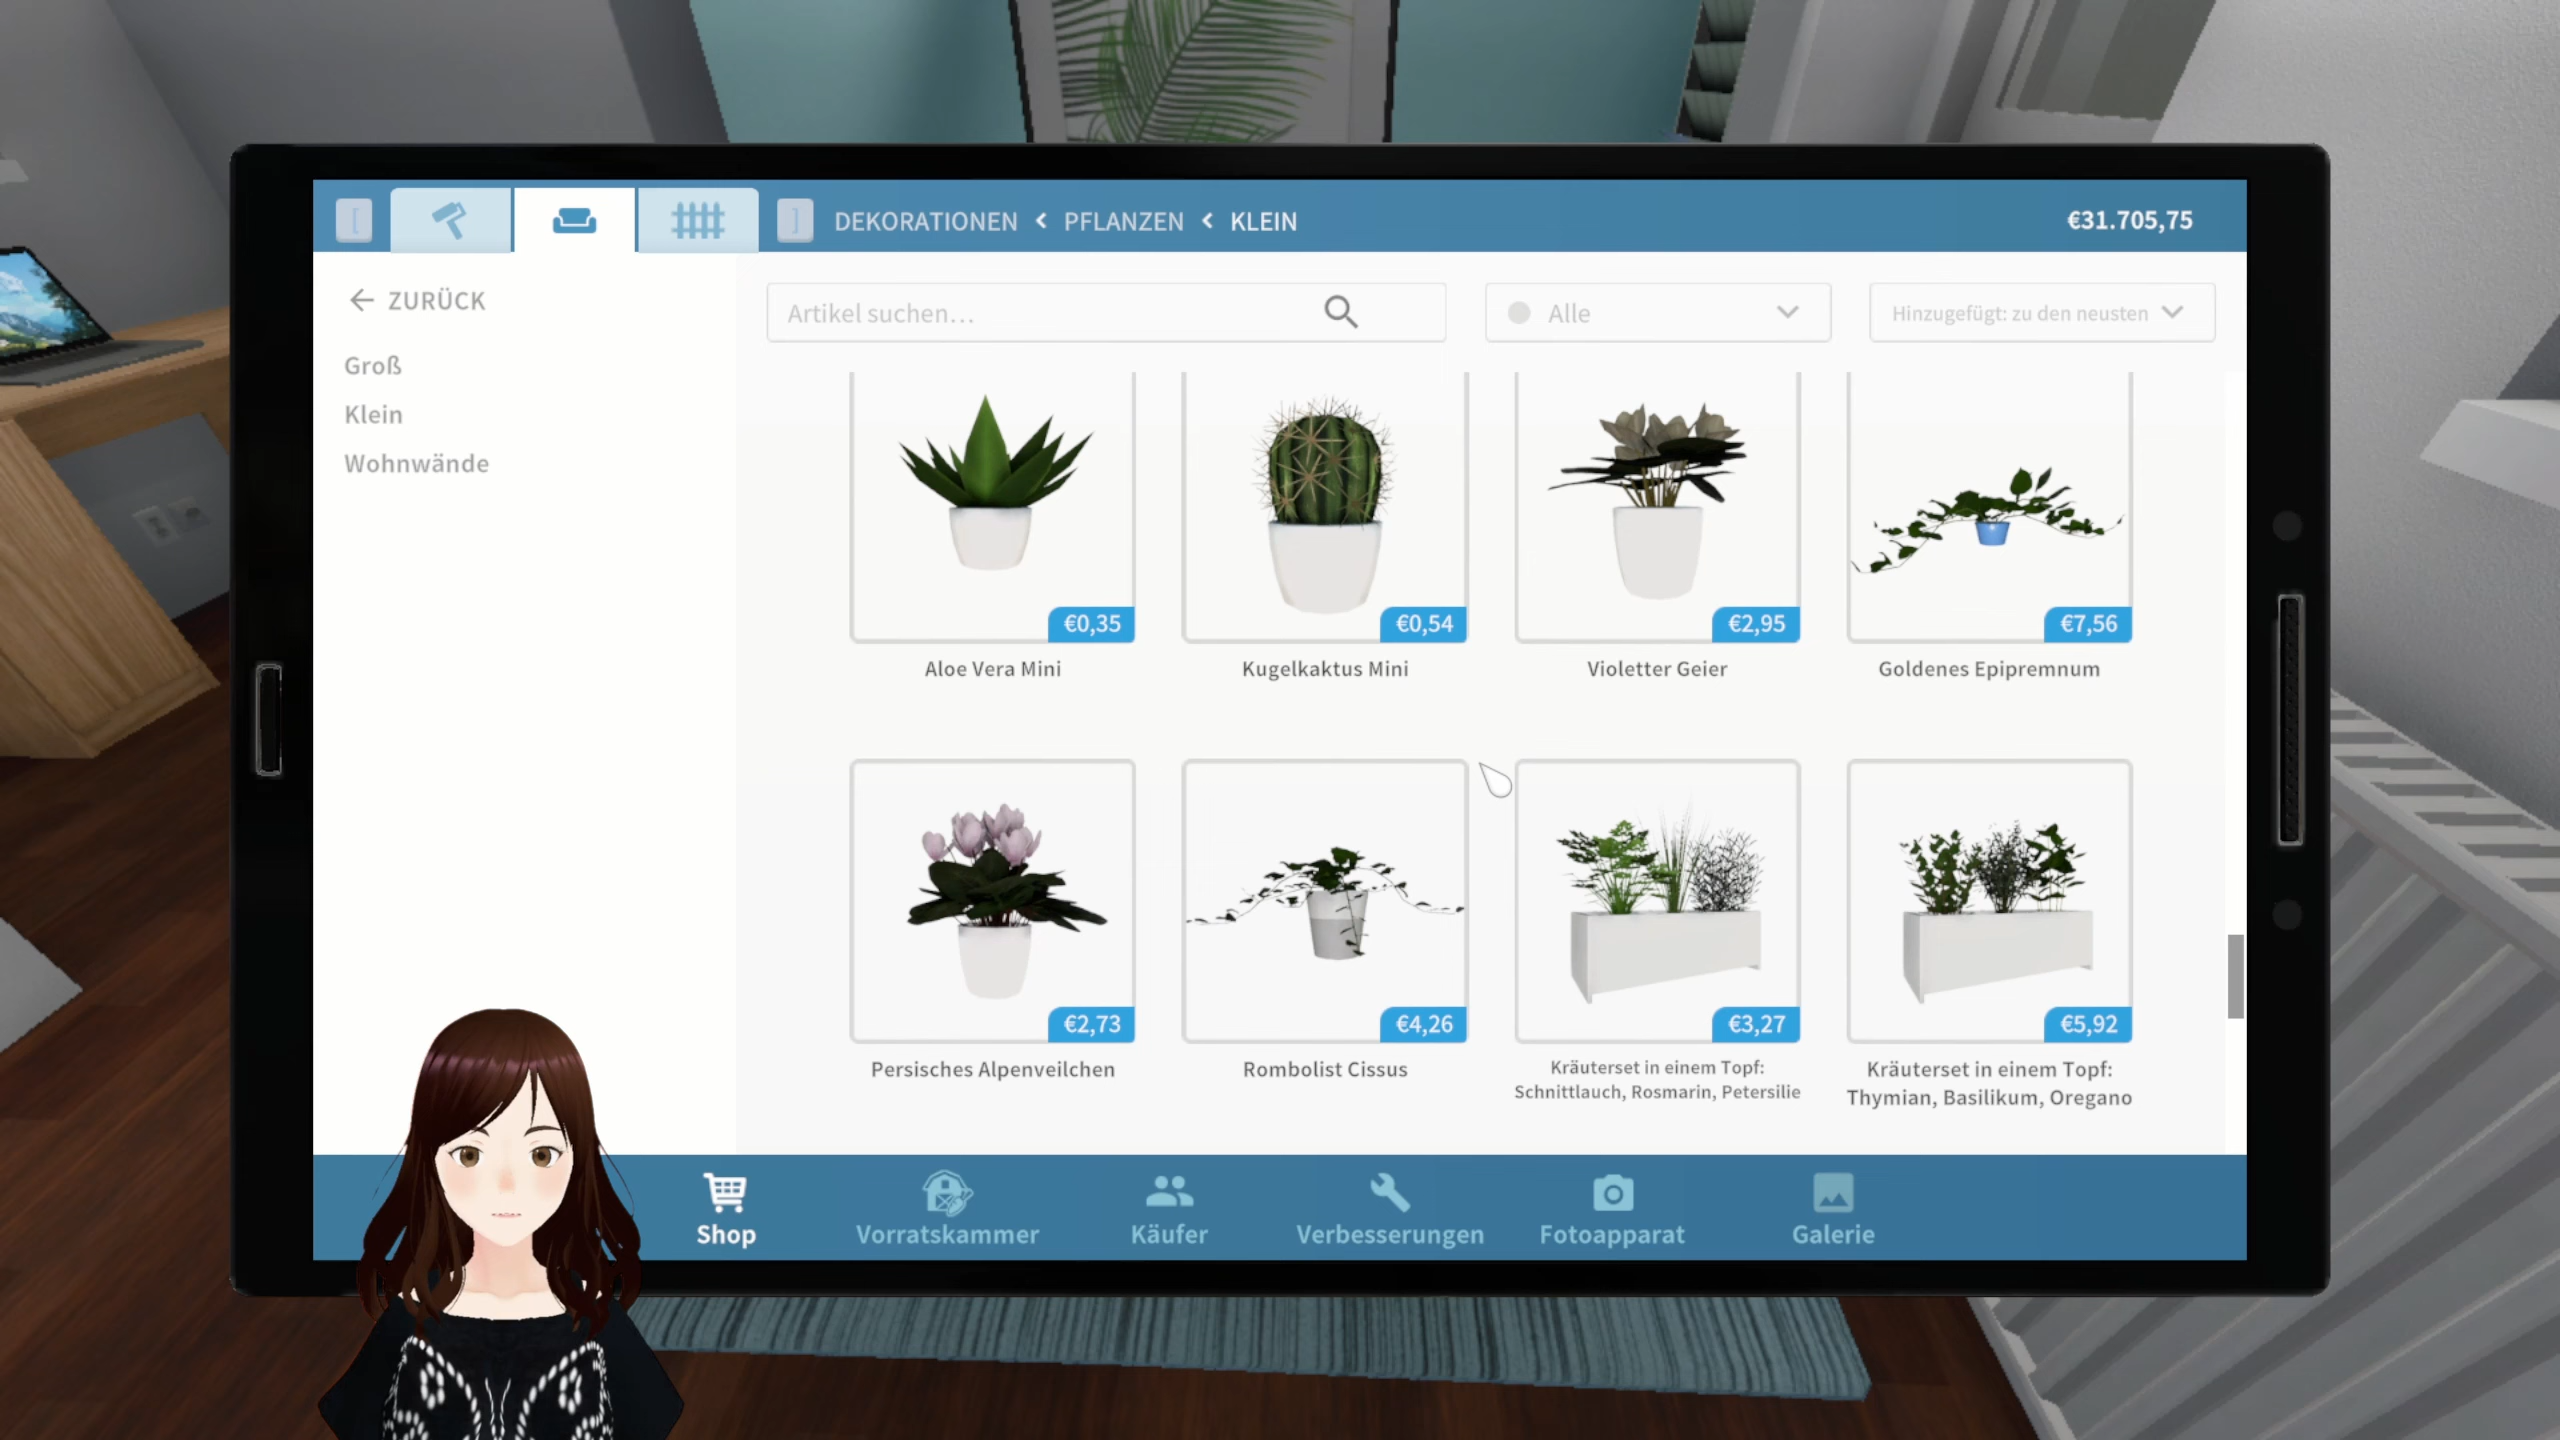 [
]
DEKORATIONEN < PFLANZEN < KLEIN
€31.705,75
ZURÜCK
Groß
Klein
Wohnwände
Artikel suchen...
Alle
Hinzugefügt: zu den neusten
€0,35
€0,54
€2,95
€7,56
Aloe Vera Mini
Kugelkaktus Mini
Violetter Geier
Goldenes Epipremnum
€2,73
€4,26
€3,27
€5,92
Persisches Alpenveilchen
Rombolist Cissus
Kräuterset in einem Topf:
Schnittlauch, Rosmarin, Petersilie
Kräuterset in einem Topf:
Thymian, Basilikum, Oregano
Shop
Vorratskammer
Käufer
Verbesserungen
Fotoapparat
Galerie